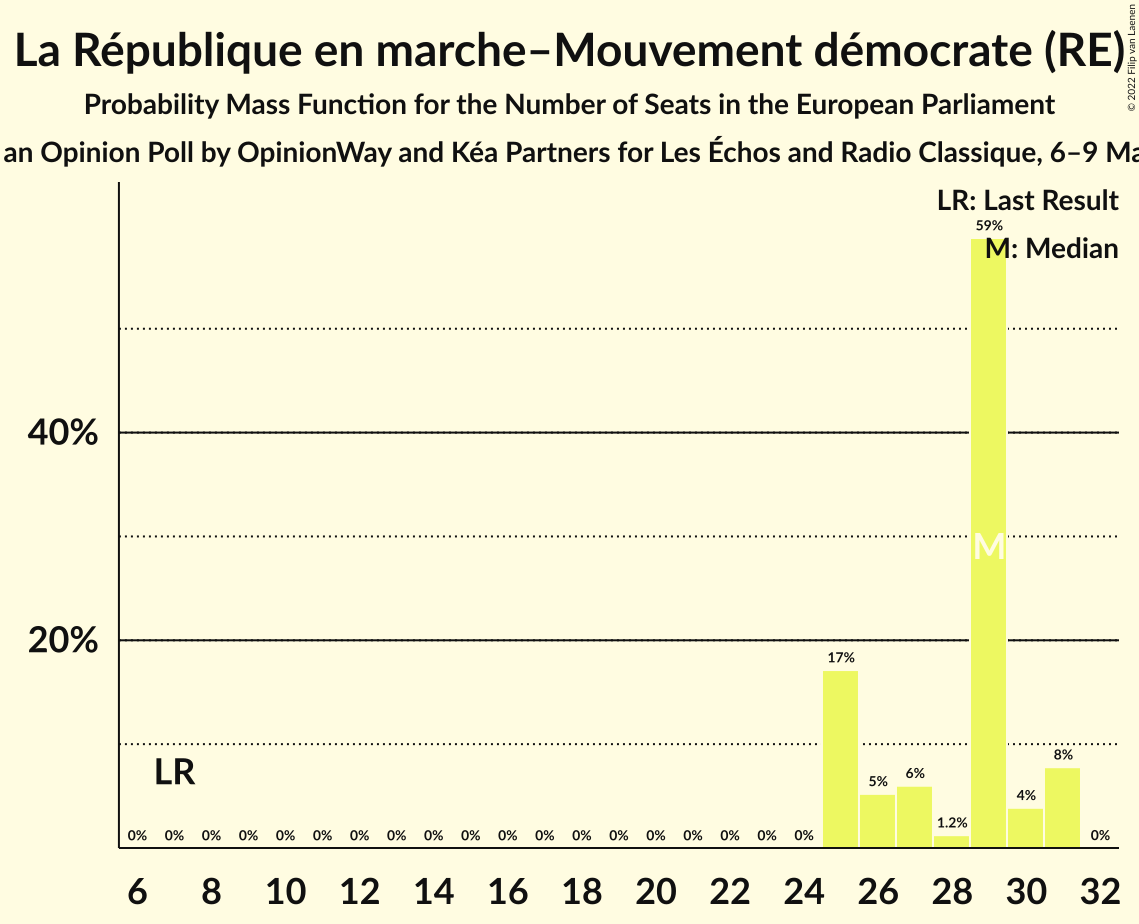 La République en marche–Mouvement démocrate (RE)
© 2022 Filip van Laenen
Probability Mass Function for the Number of Seats in the European Parliament
an Opinion Poll by OpinionWay and Kéa Partners for Les Échos and Radio Classique, 6–9
LR: Last Result
59%
M: Median
40%
M
20%
17%
8%
LR
6%
5%
4%
1.2%
0% 0% 0% 0% 0% 0% 0% 0% 0% 0% 0% 0% 0% 0% 0% 0% 0% 0% 0% 0%
6 8 10 12 14 16 18 20 22 24 26 28 30 32